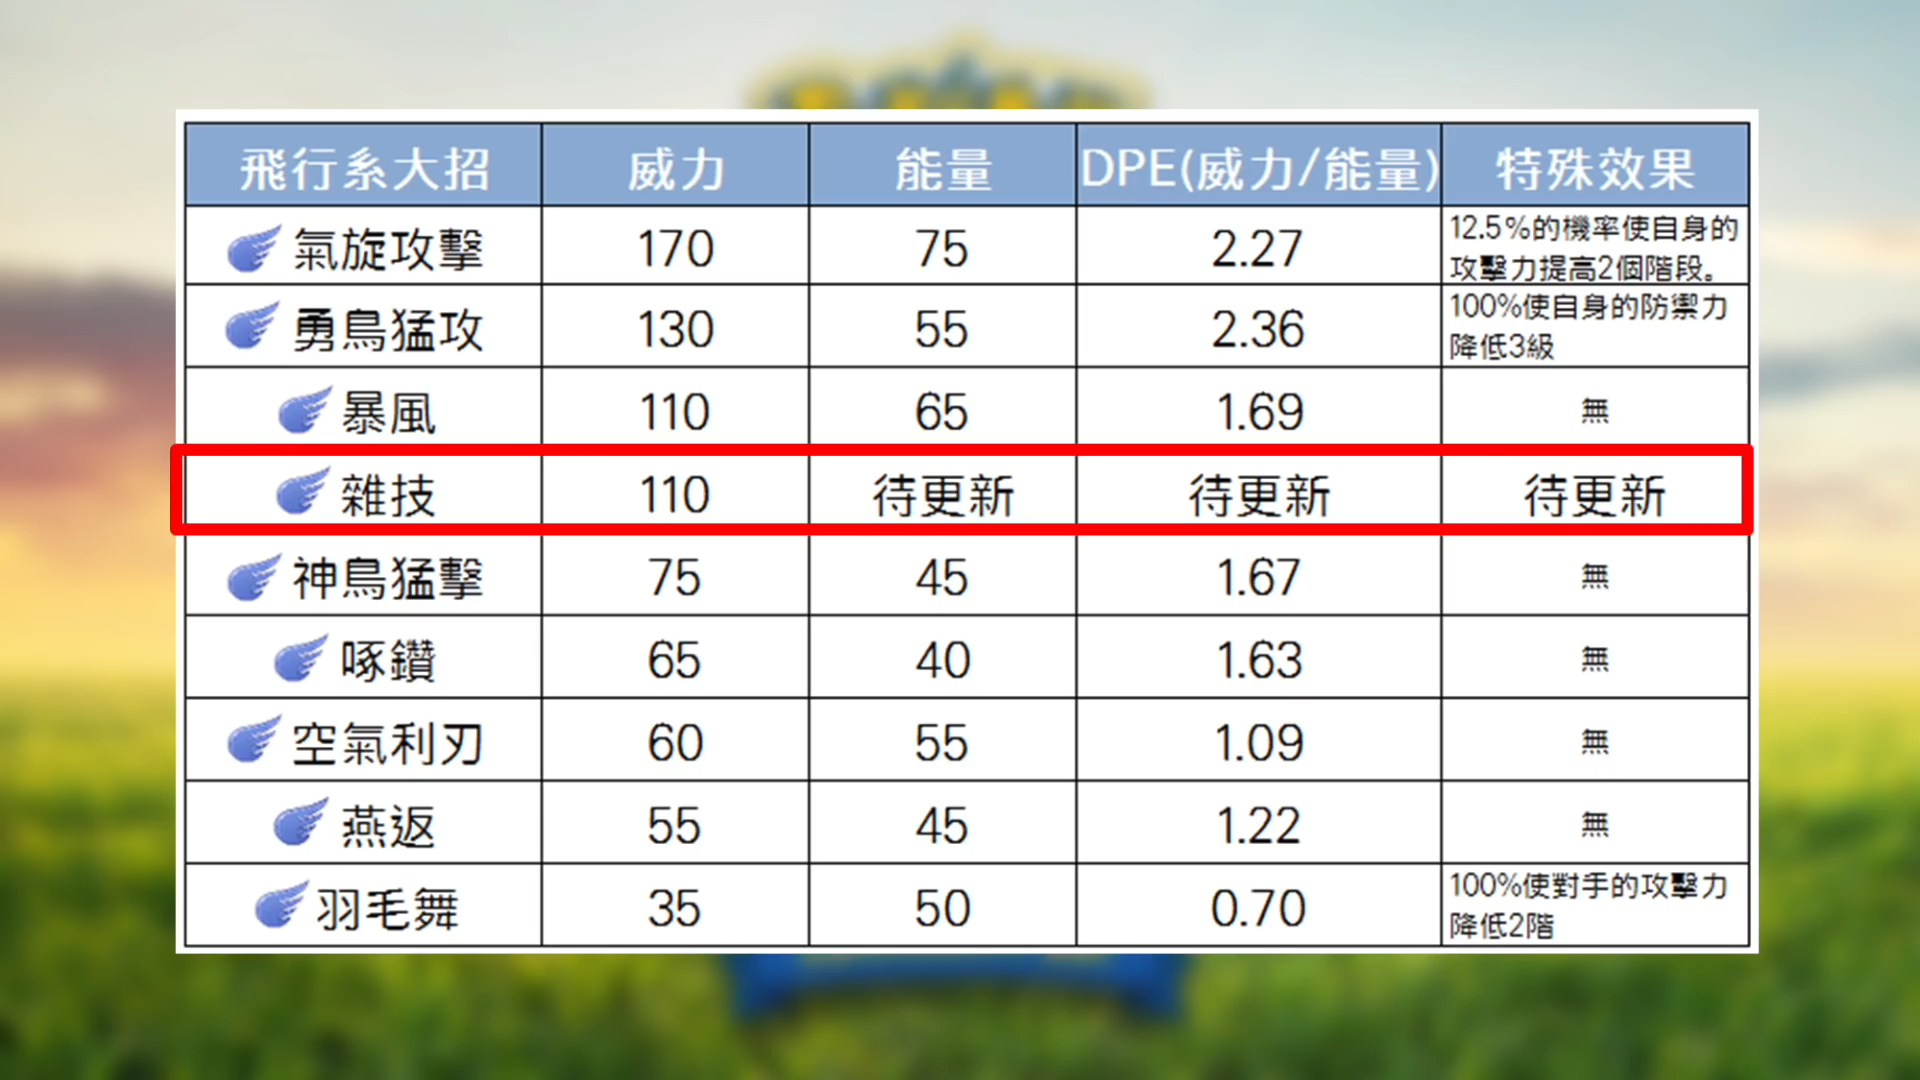 飛行系大招 威力 能量 DPE(威力/能量) 特殊效果
氣旋攻擊 170 75 2.27 12.5%的機率使自身的
攻擊力提高2個階段。
勇鳥猛攻 130 55 2.36 100%使自身的防禦力
降低3級
暴風 110 65 1.69 無
雜技 110 待更新 待更新 待更新
神鳥猛擊 75 45 1.67 無
啄鑽 65 40 1.63 無
空氣利刃 60 55 1.09 無
燕返 55 45 1.22 無
羽毛舞 35 50 0.70 100%使對手的攻擊力
降低2階